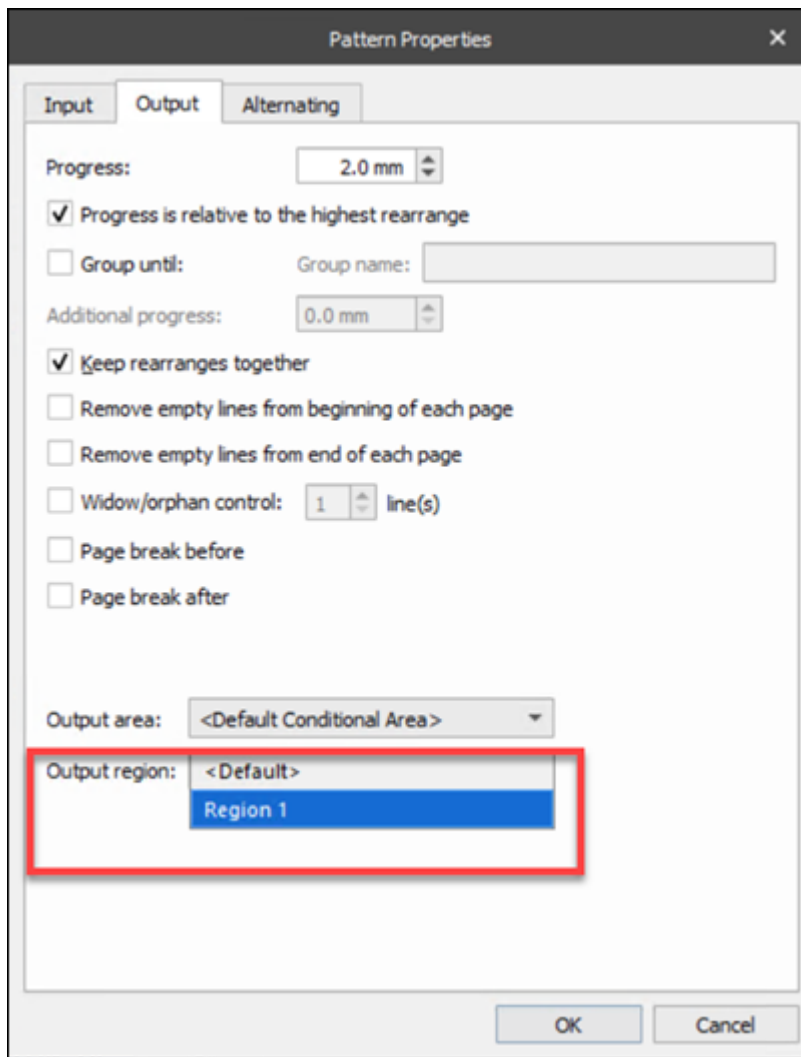 Pattern Properties
Input Output Alternating
Progress: 2.0 mm
Progress is relative to the highest rearrange
Group until: Group name:
Additional progress: 0.0 mm
Keep rearranges together
Remove empty lines from beginning of each page
Remove empty lines from end of each page
Widow/orphan control: 1 line(s)
Page break before
Page break after
Output area: <Default Conditional Area>
Output region: <Default>
Region 1
OK Cancel